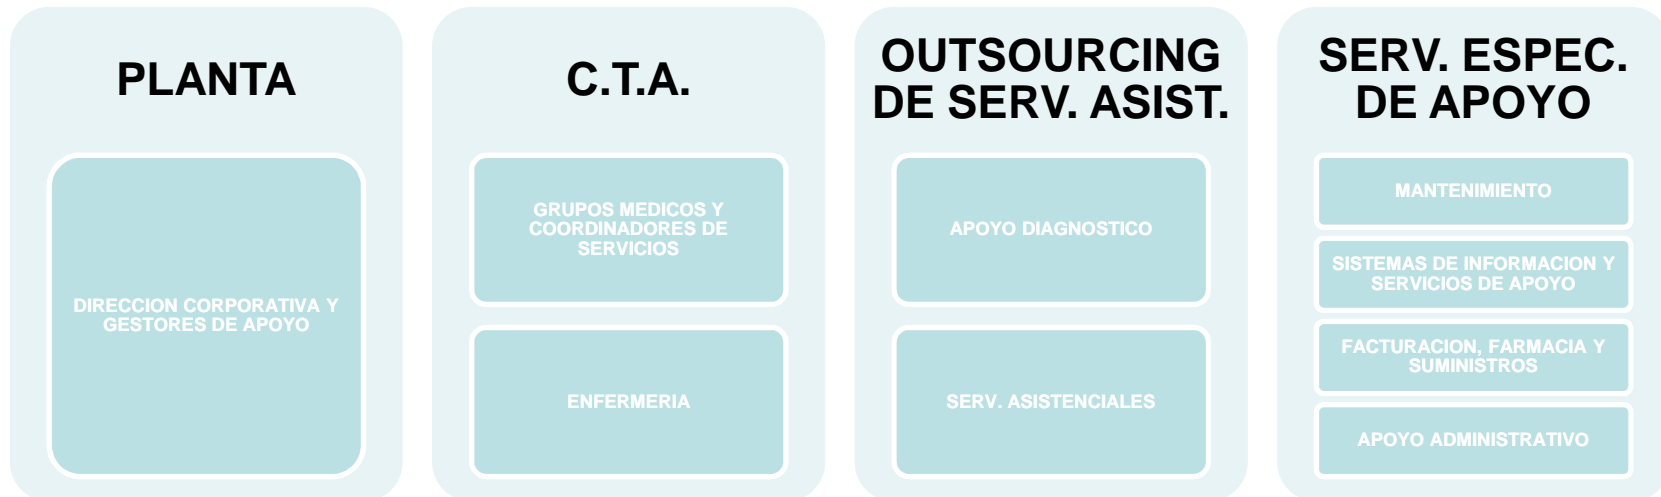 PLANTA
DIRECCION CORPORATIVA Y
GESTORES DE APOYO
C.T.A.
GRUPOS MEDICOS Y
COORDINADORES DE
SERVICIOS
ENFERMERIA
OUTSOURCING
DE SERV. ASIST.
APOYO DIAGNOSTICO
SERV. ASISTENCIALES
SERV. ESPEC.
DE APOYO
MANTENIMIENTO
SISTEMAS DE INFORMACION Y
SERVICIOS DE APOYO
FACTURACION, FARMACIA Y
SUMINISTROS
APOYO ADMINISTRATIVO